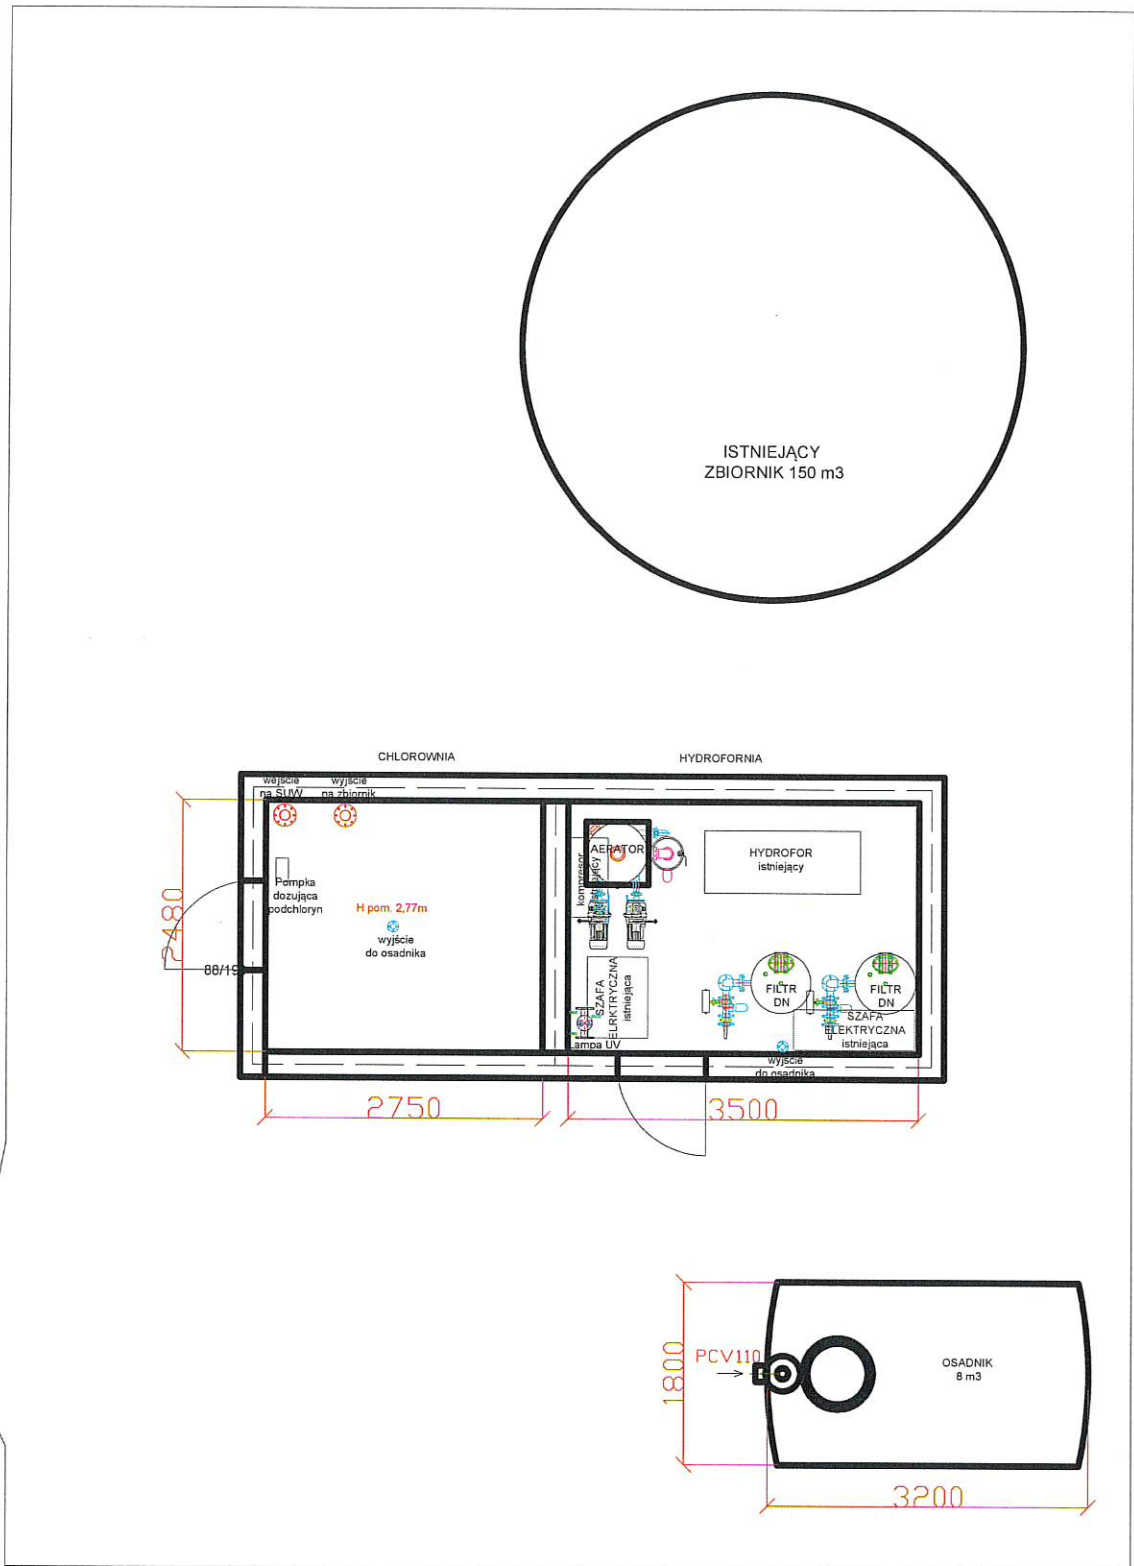 ISTNIEJĄCY
ZBIORNIK 150 m3
CHLOROWNIA
HYDROFORNIA
wejście
na SUW
wyjście
na zbiornik
Pompka
dozująca
podchloryn
H pom. 2,77m
wyjście
do osadnika
2480
88/19
kompresor
istniejący
AERATOR
HYDROFOR
istniejący
SZAFA
ELRKTRYCZNA
istniejąca
Lampa UV
FILTR
DN
FILTR
DN
SZAFA
ELEKTRYCZNA
istniejąca
wyjście
do osadnika
2750
3500
1800
PCV110
OSADNIK
8 m3
3200